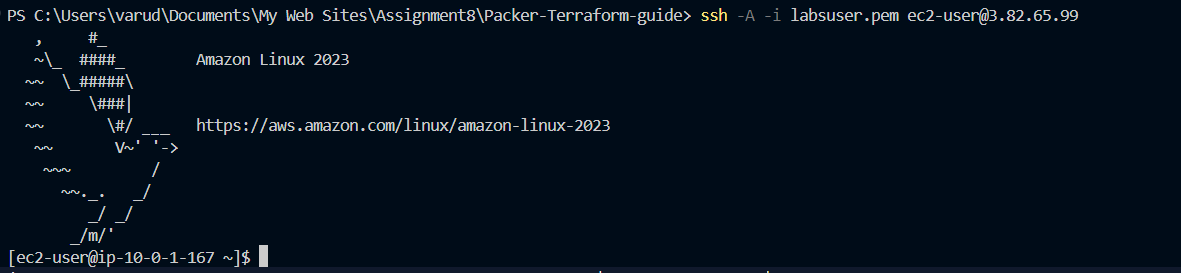 PS C:\Users\varud\Documents\My Web Sites\Assignment8\Packer-Terraform-guide> ssh -A -i labsuser.pem ec2-user@3.82.65.99
   ,     #_
   ~\_  ####_        Amazon Linux 2023
  ~~  \_#####\
  ~~     \###|
  ~~       \#/ ___   https://aws.amazon.com/linux/amazon-linux-2023
   ~~       V~' '->
    ~~~         /
      ~~._.   _/
         _/ _/
       _/m/'
[ec2-user@ip-10-0-1-167 ~]$